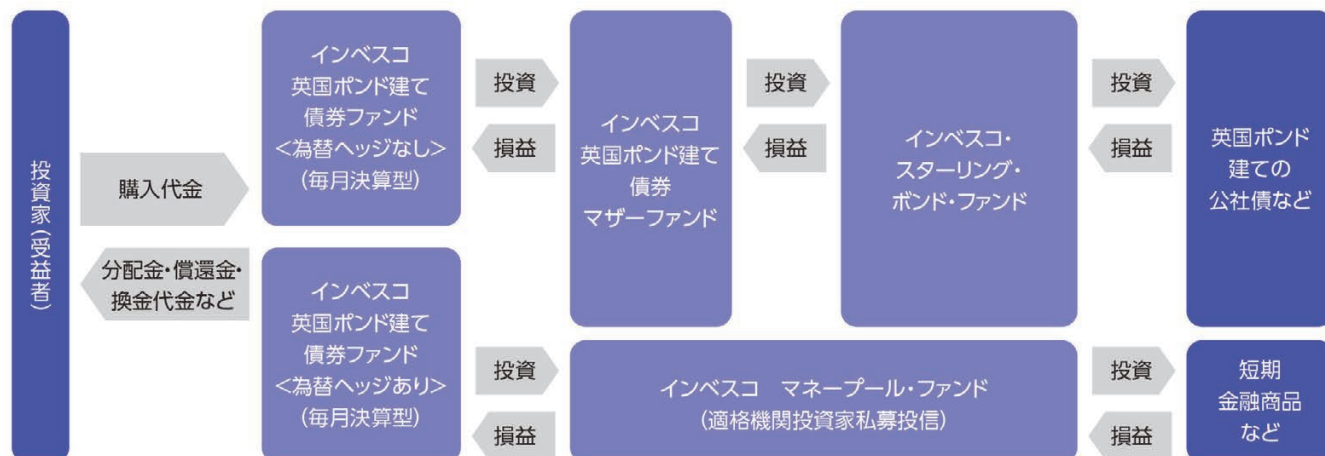 投資家(受益者)
購入代金
分配金・償還金・
換金代金など
インベスコ
英国ポンド建て
債券ファンド
<為替ヘッジなし>
(毎月決算型)
投資
損益
インベスコ
英国ポンド建て
債券
マザーファンド
投資
損益
インベスコ・
スターリング・
ボンド・ファンド
投資
損益
英国ポンド
建ての
公社債など
インベスコ
英国ポンド建て
債券ファンド
<為替ヘッジあり>
(毎月決算型)
投資
損益
インベスコ　マネープール・ファンド
(適格機関投資家私募投信)
投資
損益
短期
金融商品
など